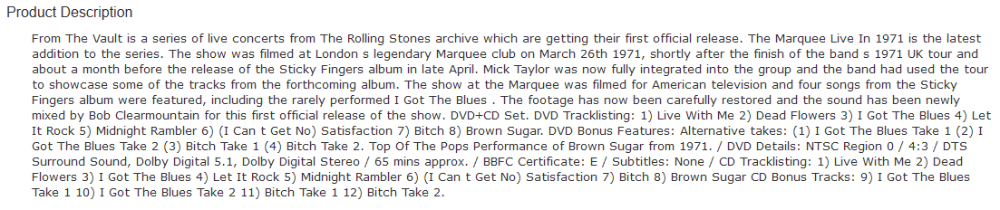 Product Description
From The Vault is a series of live concerts from The Rolling Stones archive which are getting their first official release. The Marquee Live In 1971 is the latest
addition to the series. The show was filmed at London s legendary Marquee club on March 26th 1971, shortly after the finish of the band s 1971 UK tour and
about a month before the release of the Sticky Fingers album in late April. Mick Taylor was now fully integrated into the group and the band had used the tour
to showcase some of the tracks from the forthcoming album. The show at the Marquee was filmed for American television and four songs from the Sticky
Fingers album were featured, including the rarely performed I Got The Blues . The footage has now been carefully restored and the sound has been newly
mixed by Bob Clearmountain for this first official release of the show. DVD+CD Set. DVD Tracklisting: 1) Live With Me 2) Dead Flowers 3) I Got The Blues 4) Let
It Rock 5) Midnight Rambler 6) (I Can t Get No) Satisfaction 7) Bitch 8) Brown Sugar. DVD Bonus Features: Alternative takes: (1) I Got The Blues Take 1 (2) I
Got The Blues Take 2 (3) Bitch Take 1 (4) Bitch Take 2. Top Of The Pops Performance of Brown Sugar from 1971. / DVD Details: NTSC Region 0 / 4:3 / DTS
Surround Sound, Dolby Digital 5.1, Dolby Digital Stereo / 65 mins approx. / BBFC Certificate: E / Subtitles: None / CD Tracklisting: 1) Live With Me 2) Dead
Flowers 3) I Got The Blues 4) Let It Rock 5) Midnight Rambler 6) (I Can t Get No) Satisfaction 7) Bitch 8) Brown Sugar CD Bonus Tracks: 9) I Got The Blues
Take 1 10) I Got The Blues Take 2 11) Bitch Take 1 12) Bitch Take 2.